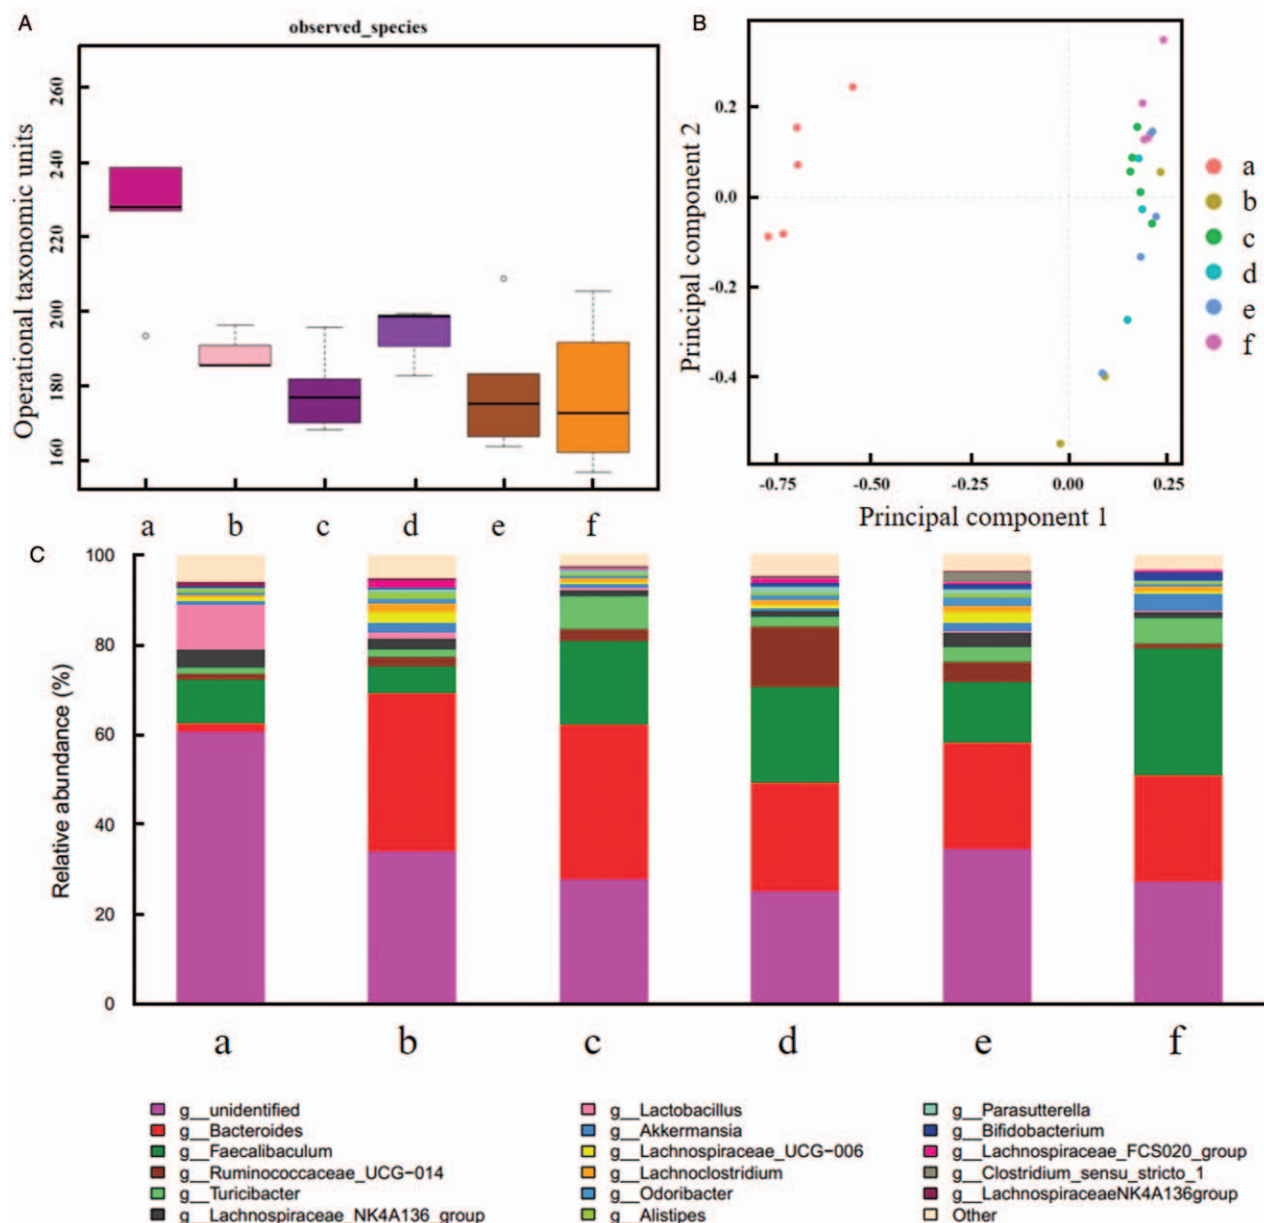 A
observed_species
Operational taxonomic units
260
240
220
200
180
160
a b c d e f
B
Principal component 2
0.2
0.0
-0.2
-0.4
-0.75 -0.50 -0.25 0.00 0.25
Principal component 1
a
b
c
d
e
f
C
Relative abundance (%)
100
80
60
40
20
0
a b c d e f
g__unidentified
g__Bacteroides
g__Faecalibaculum
g__Ruminococcaceae_UCG−014
g__Turicibacter
g__Lachnospiraceae_NK4A136_group
g__Lactobacillus
g__Akkermansia
g__Lachnospiraceae_UCG−006
g__Lachnoclostridium
g__Odoribacter
g__Alistipes
g__Parasutterella
g__Bifidobacterium
g__Lachnospiraceae_FCS020_group
g__Clostridium_sensu_stricto_1
g__LachnospiraceaeNK4A136group
Other